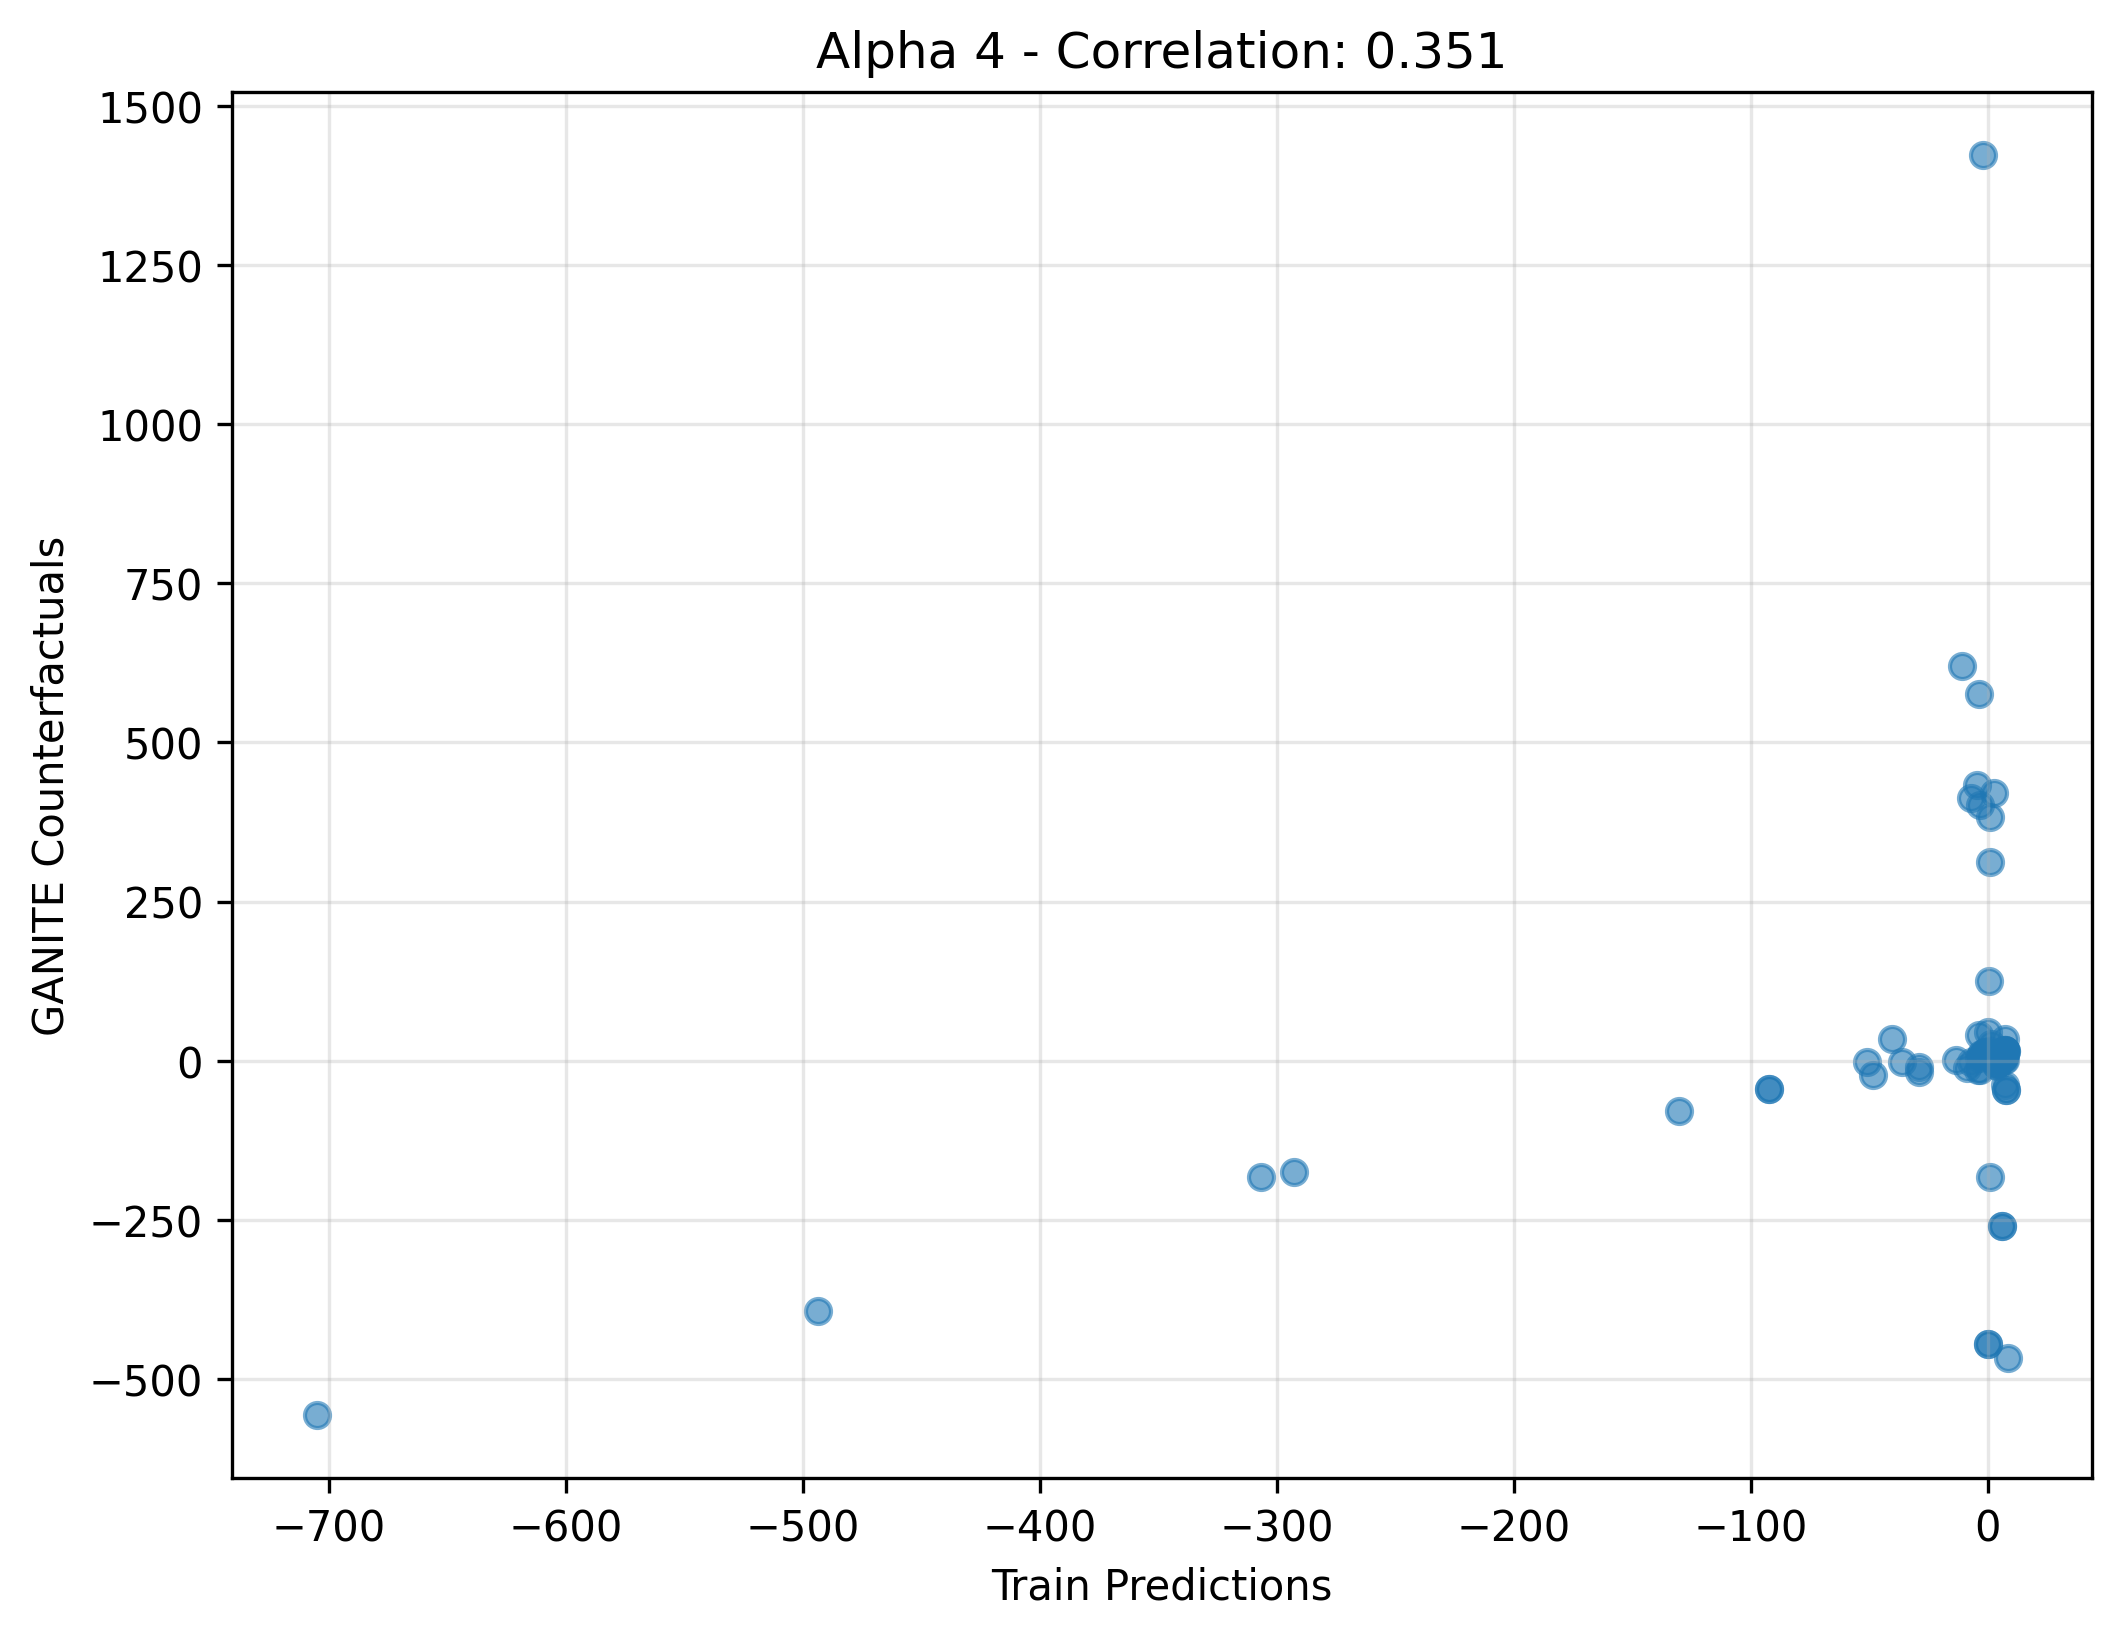 Alpha 4 - Correlation: 0.351
1500
1250
1000
750
500
250
0
−250
−500
GANITE Counterfactuals
−700 −600 −500 −400 −300 −200 −100 0
Train Predictions